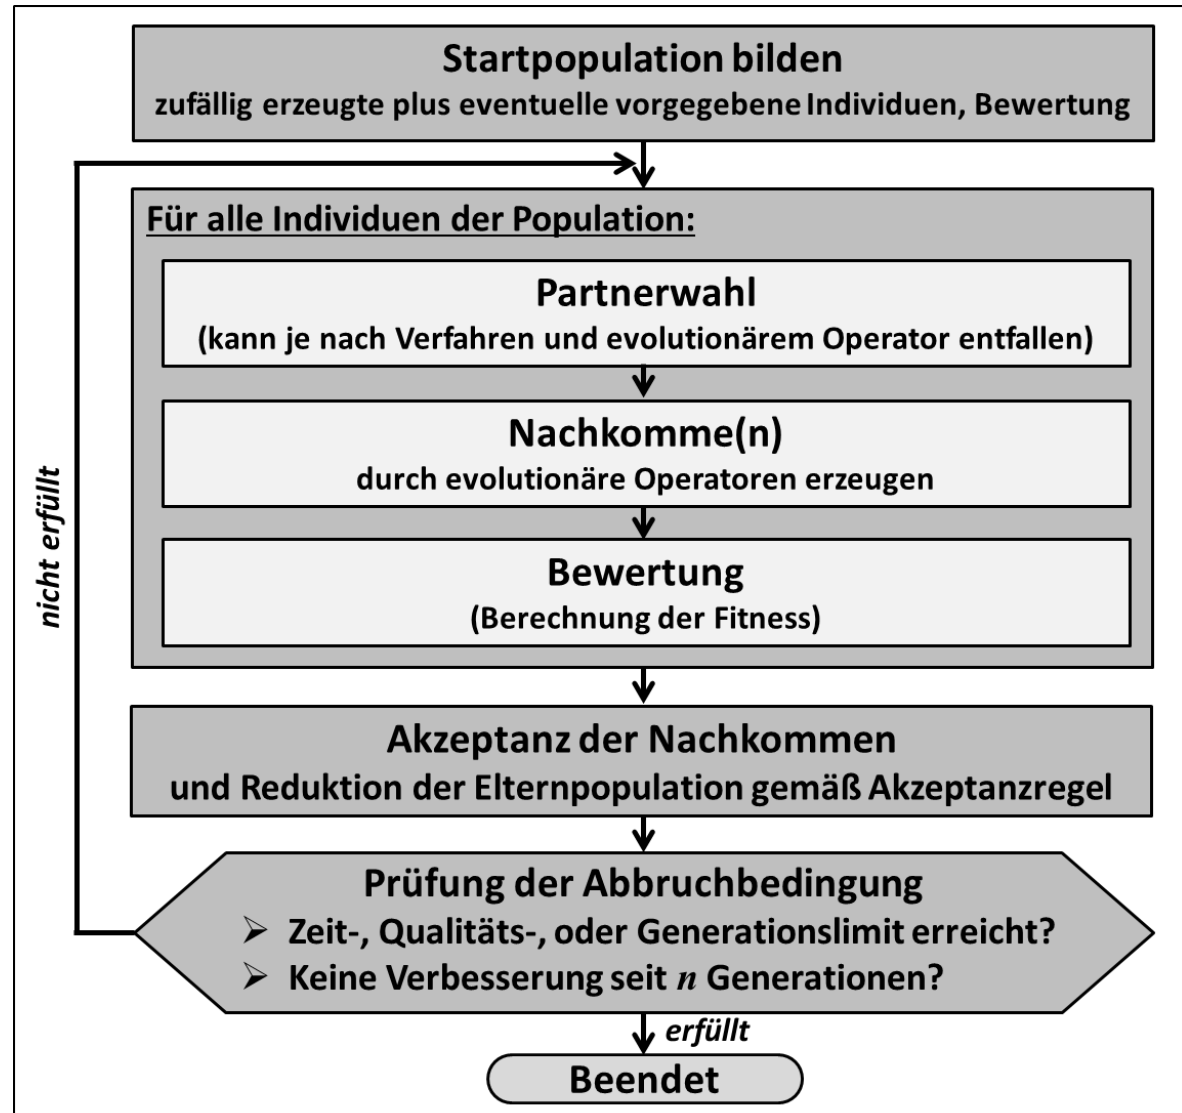 Startpopulation bilden
zufällig erzeugte plus eventuelle vorgegebene Individuen, Bewertung
Für alle Individuen der Population:
Partnerwahl
(kann je nach Verfahren und evolutionärem Operator entfallen)
Nachkomme(n)
durch evolutionäre Operatoren erzeugen
Bewertung
(Berechnung der Fitness)
nicht erfüllt
Akzeptanz der Nachkommen
und Reduktion der Elternpopulation gemäß Akzeptanzregel
Prüfung der Abbruchbedingung
➢ Zeit-, Qualitäts-, oder Generationslimit erreicht?
➢ Keine Verbesserung seit n Generationen?
erfüllt
Beendet